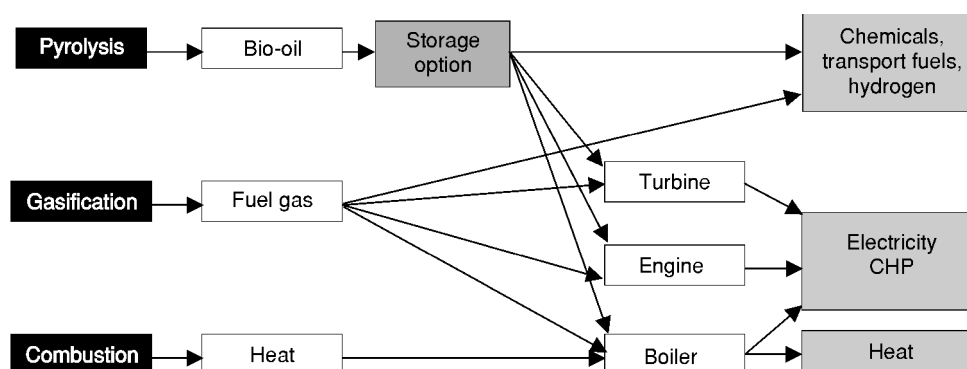 Pyrolysis
Bio-oil
Storage
option
Chemicals,
transport fuels,
hydrogen
Gasification
Fuel gas
Turbine
Engine
Electricity
CHP
Combustion
Heat
Boiler
Heat